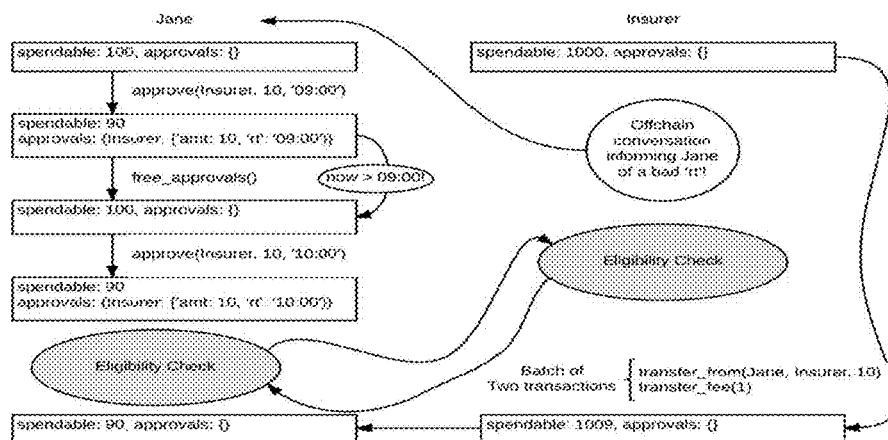 Jane
Insurer
spendable: 100, approvals: {}
spendable: 1000, approvals: {}
approve(Insurer, 10, '09:00')
spendable: 90
approvals: {Insurer: {'amt: 10, 'rt': '09:00'}}
Offchain
conversation
informing Jane
of a bad 'rt'!
free_approvals()
now > 09:00!
spendable: 100, approvals: {}
approve(Insurer, 10, '10:00')
Eligibility Check
spendable: 90
approvals: {Insurer: {'amt: 10, 'rt': '10:00'}}
Eligibility Check
Batch of
Two transactions
transfer_from(Jane, Insurer, 10)
transfer_fee(1)
spendable: 90, approvals: {}
spendable: 1009, approvals: {}